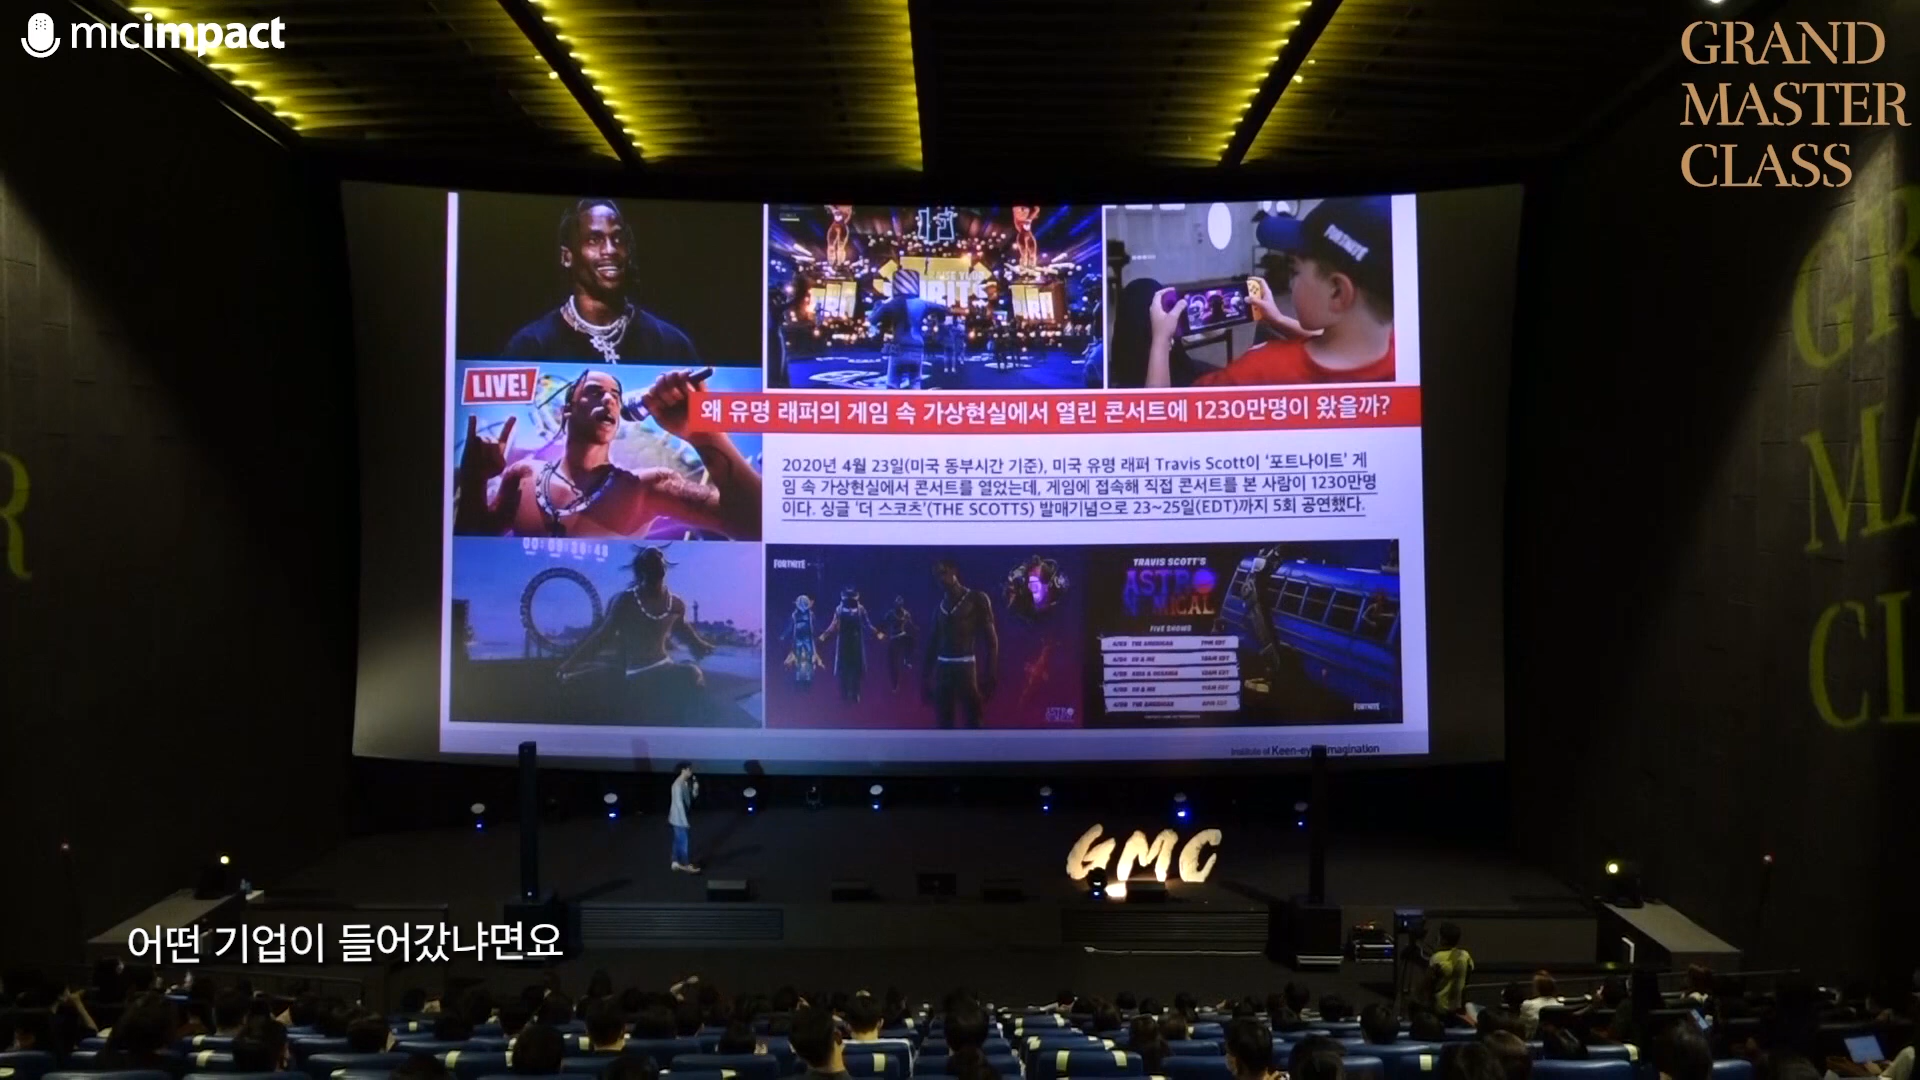 micimpact
GRAND
MASTER
CLASS
LIVE!
왜 유명 래퍼의 게임 속 가상현실에서 열린 콘서트에 1230만명이 왔을까?
2020년 4월 23일(미국 동부시간 기준), 미국 유명 래퍼 Travis Scott이 ‘포트나이트’ 게
임 속 가상현실에서 콘서트를 열었는데, 게임에 접속해 직접 콘서트를 본 사람이 1230만명
이다. 싱글 ‘더 스코츠’(THE SCOTTS) 발매기념으로 23~25일(EDT)까지 5회 공연했다.
FORTNITE
TRAVIS SCOTT'S
FIVE SHOWS
FORTNITE
Institute of Keen-ey
magination
GMC
어떤 기업이 들어갔냐면요